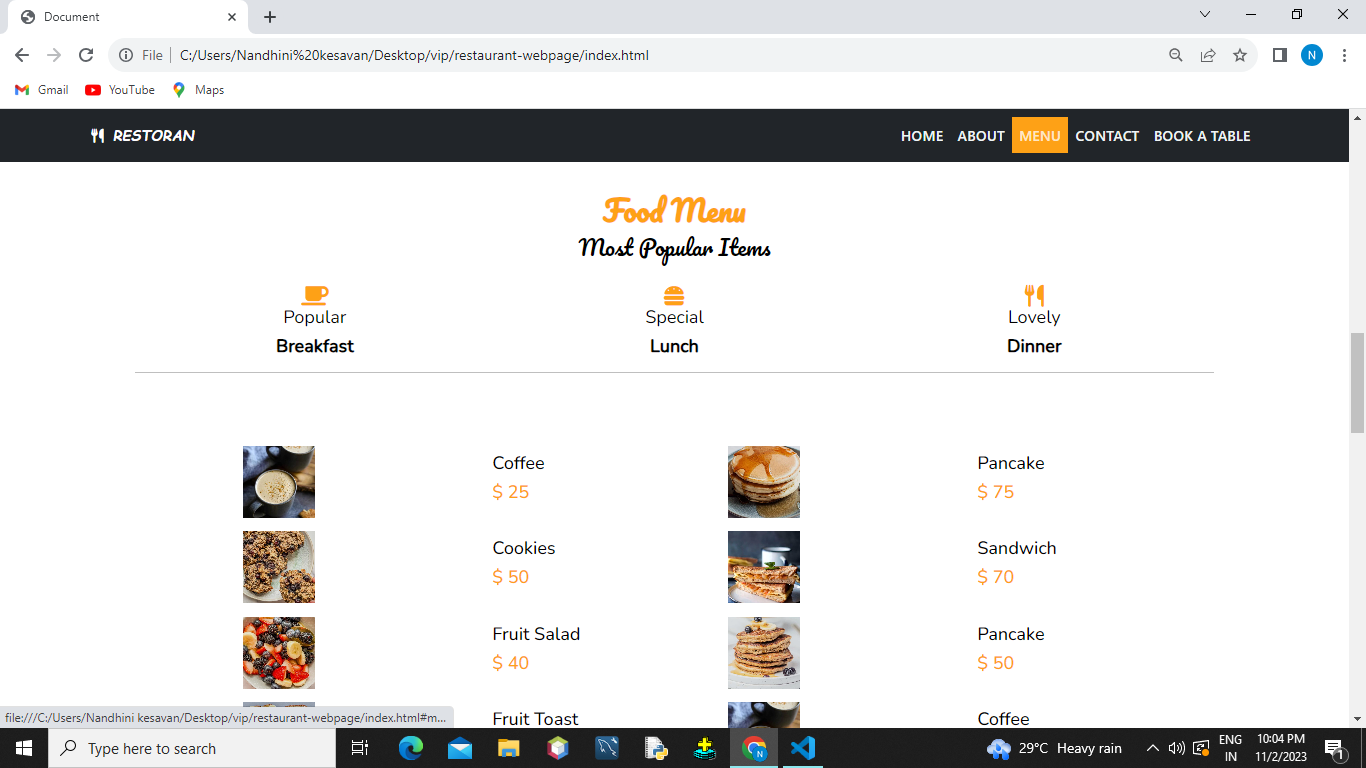 Document
File
C:/Users/Nandhini%20kesavan/Desktop/vip/restaurant-webpage/index.html
N
Gmail
YouTube
Maps
RESTORAN
HOME ABOUT MENU CONTACT BOOK A TABLE
Food Menu
Most Popular Items
Popular
Breakfast
Special
Lunch
Lovely
Dinner
Coffee
$ 25
Pancake
$ 75
Cookies
$ 50
Sandwich
$ 70
Fruit Salad
$ 40
Pancake
$ 50
Fruit Toast
Coffee
file:///C:/Users/Nandhini kesavan/Desktop/vip/restaurant-webpage/index.html#m...
Type here to search
N
29°C Heavy rain
ENG
IN
10:04 PM
11/2/2023
1